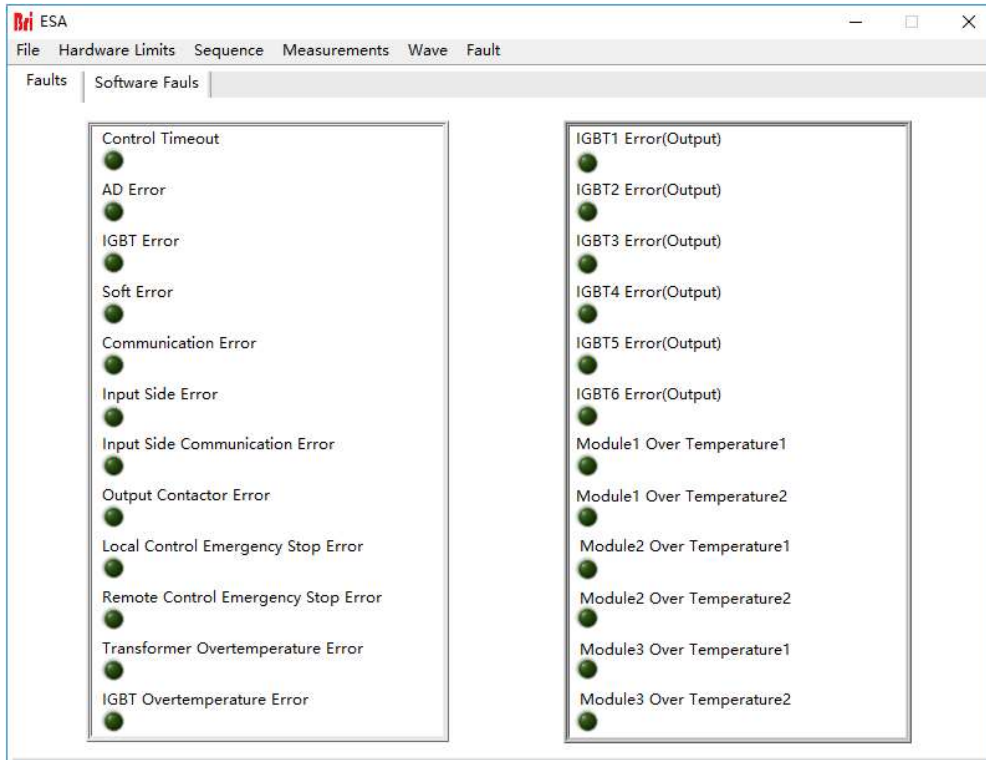 Bri ESA
File Hardware Limits Sequence Measurements Wave Fault
Faults Software Fauls
Control Timeout
AD Error
IGBT Error
Soft Error
Communication Error
Input Side Error
Input Side Communication Error
Output Contactor Error
Local Control Emergency Stop Error
Remote Control Emergency Stop Error
Transformer Overtemperature Error
IGBT Overtemperature Error
IGBT1 Error(Output)
IGBT2 Error(Output)
IGBT3 Error(Output)
IGBT4 Error(Output)
IGBT5 Error(Output)
IGBT6 Error(Output)
Module1 Over Temperature1
Module1 Over Temperature2
Module2 Over Temperature1
Module2 Over Temperature2
Module3 Over Temperature1
Module3 Over Temperature2